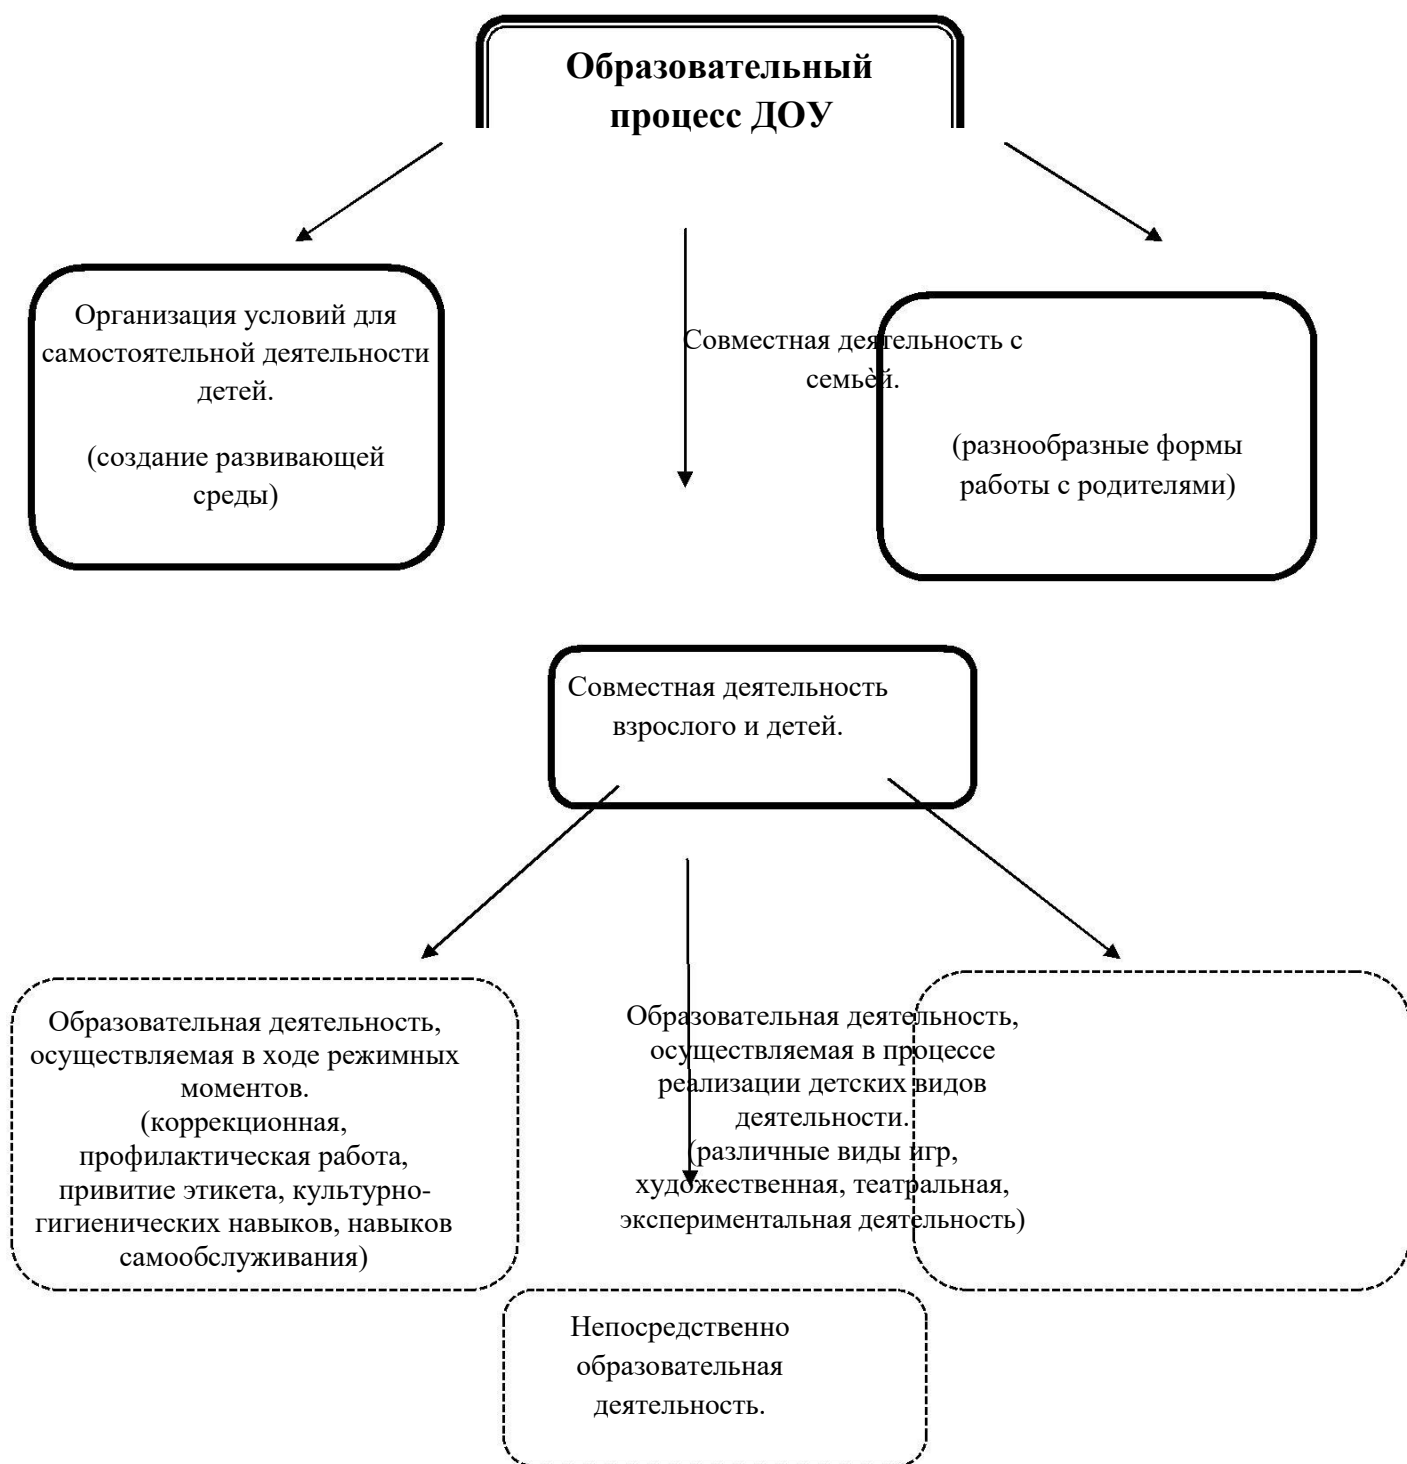 Образовательный
процесс ДОУ
Организация условий для
самостоятельной деятельности
детей.
(создание развивающей
среды)
Совместная деятельность с
семьѐй.
(разнообразные формы
работы с родителями)
Совместная деятельность
взрослого и детей.
Образовательная деятельность,
осуществляемая в ходе режимных
моментов.
(коррекционная,
профилактическая работа,
привитие этикета, культурно-
гигиенических навыков, навыков
самообслуживания)
Образовательная деятельность,
осуществляемая в процессе
реализации детских видов
деятельности.
(различные виды игр,
художественная, театральная,
экспериментальная деятельность)
Непосредственно
образовательная
деятельность.